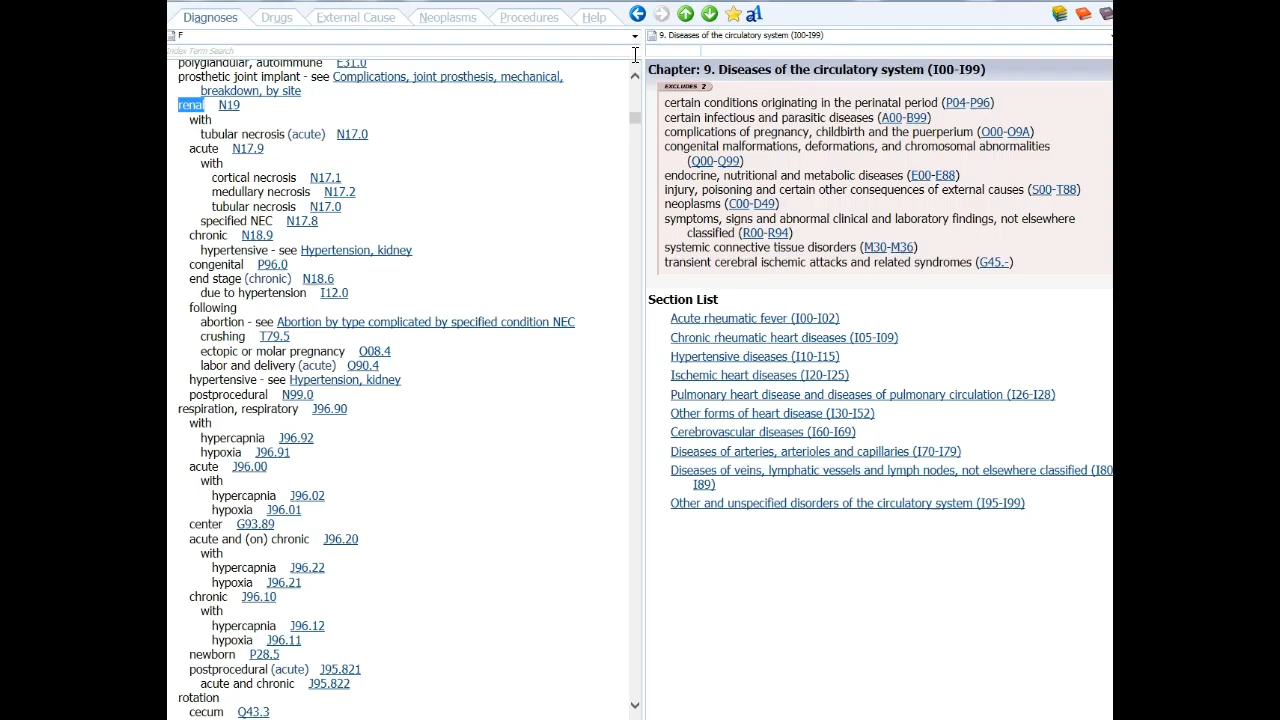 Diagnoses Drugs External Cause Neoplasms Procedures Help
F
Index Term Search
polyglandular, autoimmune E31.0
prosthetic joint implant - see Complications, joint prosthesis, mechanical,
breakdown, by site
renal N19
with
tubular necrosis (acute) N17.0
acute N17.9
with
cortical necrosis N17.1
medullary necrosis N17.2
tubular necrosis N17.0
specified NEC N17.8
chronic N18.9
hypertensive - see Hypertension, kidney
congenital P96.0
end stage (chronic) N18.6
due to hypertension I12.0
following
abortion - see Abortion by type complicated by specified condition NEC
crushing T79.5
ectopic or molar pregnancy O08.4
labor and delivery (acute) O90.4
hypertensive - see Hypertension, kidney
postprocedural N99.0
respiration, respiratory J96.90
with
hypercapnia J96.92
hypoxia J96.91
acute J96.00
with
hypercapnia J96.02
hypoxia J96.01
center G93.89
acute and (on) chronic J96.20
with
hypercapnia J96.22
hypoxia J96.21
chronic J96.10
with
hypercapnia J96.12
hypoxia J96.11
newborn P28.5
postprocedural (acute) J95.821
acute and chronic J95.822
rotation
cecum Q43.3
9. Diseases of the circulatory system (I00-I99)
Chapter: 9. Diseases of the circulatory system (I00-I99)
EXCLUDES 2
certain conditions originating in the perinatal period (P04-P96)
certain infectious and parasitic diseases (A00-B99)
complications of pregnancy, childbirth and the puerperium (O00-O9A)
congenital malformations, deformations, and chromosomal abnormalities
(Q00-Q99)
endocrine, nutritional and metabolic diseases (E00-E88)
injury, poisoning and certain other consequences of external causes (S00-T88)
neoplasms (C00-D49)
symptoms, signs and abnormal clinical and laboratory findings, not elsewhere
classified (R00-R94)
systemic connective tissue disorders (M30-M36)
transient cerebral ischemic attacks and related syndromes (G45.-)
Section List
Acute rheumatic fever (I00-I02)
Chronic rheumatic heart diseases (I05-I09)
Hypertensive diseases (I10-I15)
Ischemic heart diseases (I20-I25)
Pulmonary heart disease and diseases of pulmonary circulation (I26-I28)
Other forms of heart disease (I30-I52)
Cerebrovascular diseases (I60-I69)
Diseases of arteries, arterioles and capillaries (I70-I79)
Diseases of veins, lymphatic vessels and lymph nodes, not elsewhere classified (I80
I89)
Other and unspecified disorders of the circulatory system (I95-I99)